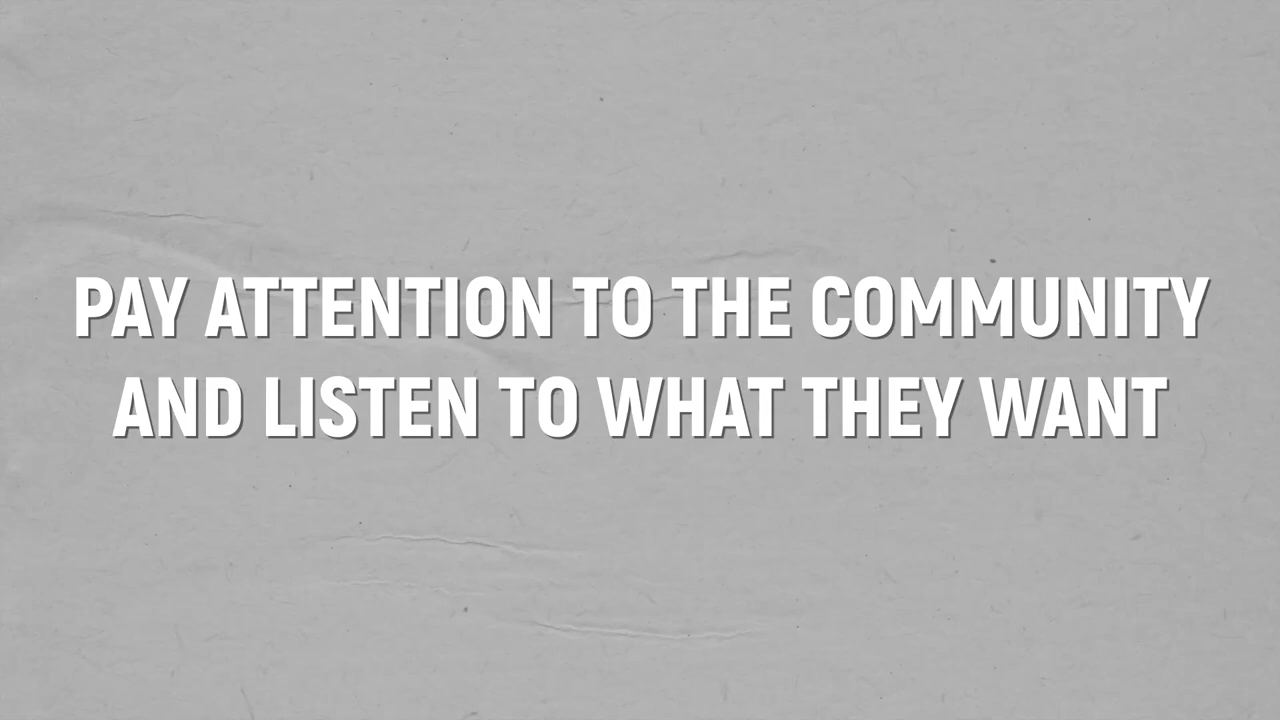 PAY ATTENTION TO THE COMMUNITY
AND LISTEN TO WHAT THEY WANT